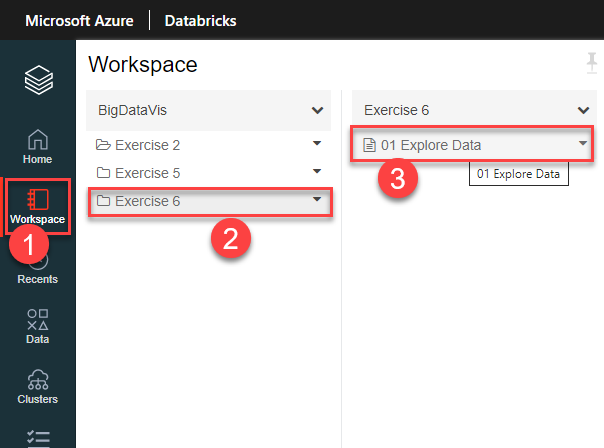 Microsoft Azure Databricks
Workspace
BigDataVis
Exercise 2
Exercise 5
Exercise 6
2
Exercise 6
01 Explore Data
01 Explore Data
3
Home
Workspace
1
Recents
Data
Clusters